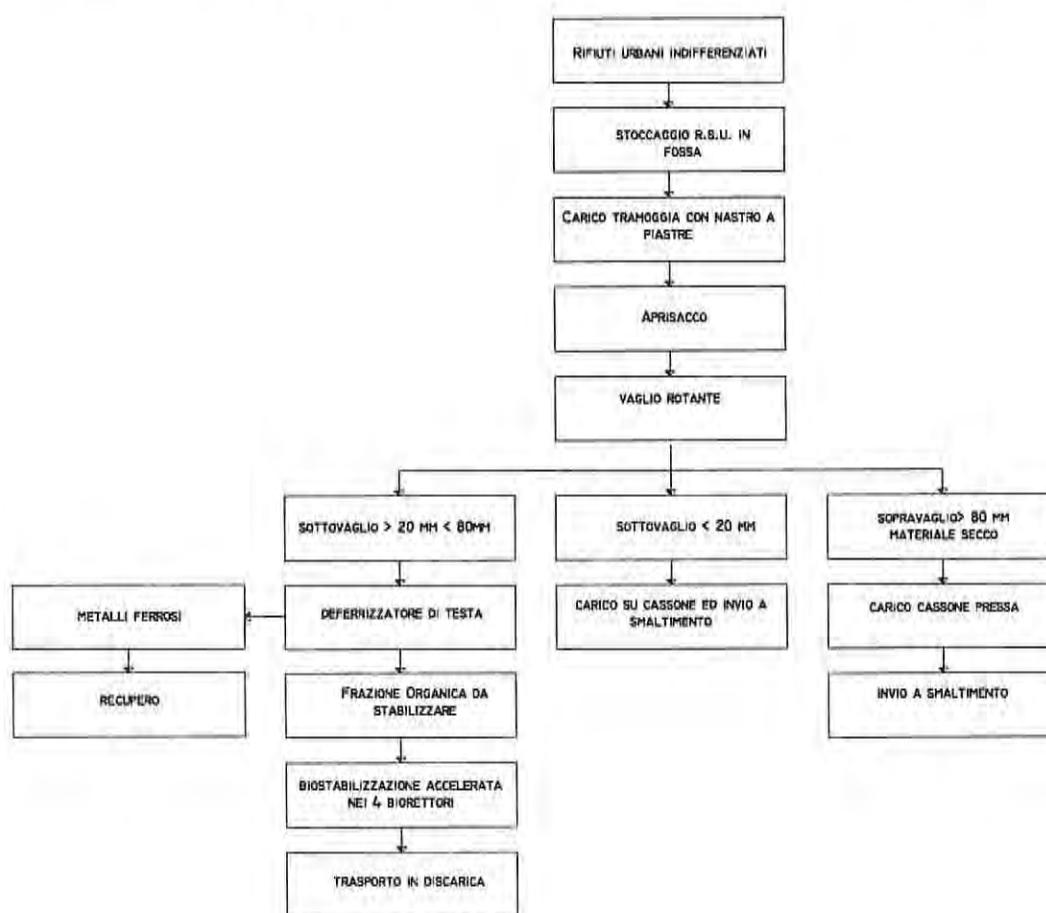 RIFIUTI URBANI INDIFFERENZIATI
STOCCAGGIO R.S.U. IN
FOSSA
CARICO TRAMOGGIA CON NASTRO A
PIASTRE
APRISACCO
VAGLIO ROTANTE
SOTTOVAGLIO > 20 MM < 80MM
SOTTOVAGLIO < 20 MM
SOPRAVAGLIO> 80 MM
MATERIALE SECCO
METALLI FERROSI
DEFERRIZZATORE DI TESTA
CARICO SU CASSONE ED INVIO A
SMALTIMENTO
CARICO CASSONE PRESSA
RECUPERO
FRAZIONE ORGANICA DA
STABILIZZARE
INVIO A SMALTIMENTO
BIOSTABILIZZAZIONE ACCELERATA
NEI 4 BIORETTORI
TRASPORTO IN DISCARICA